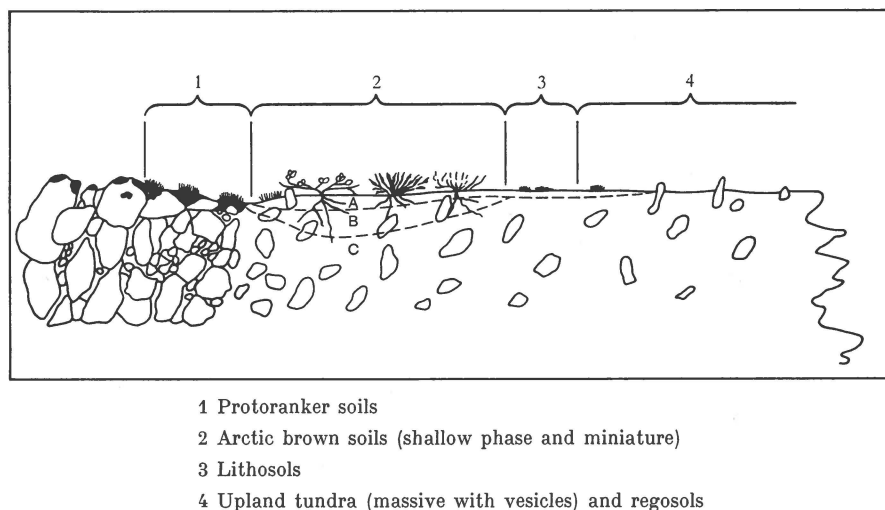 1 2 3 4
A
B
C
1 Protoranker soils
2 Arctic brown soils (shallow phase and miniature)
3 Lithosols
4 Upland tundra (massive with vesicles) and regosols